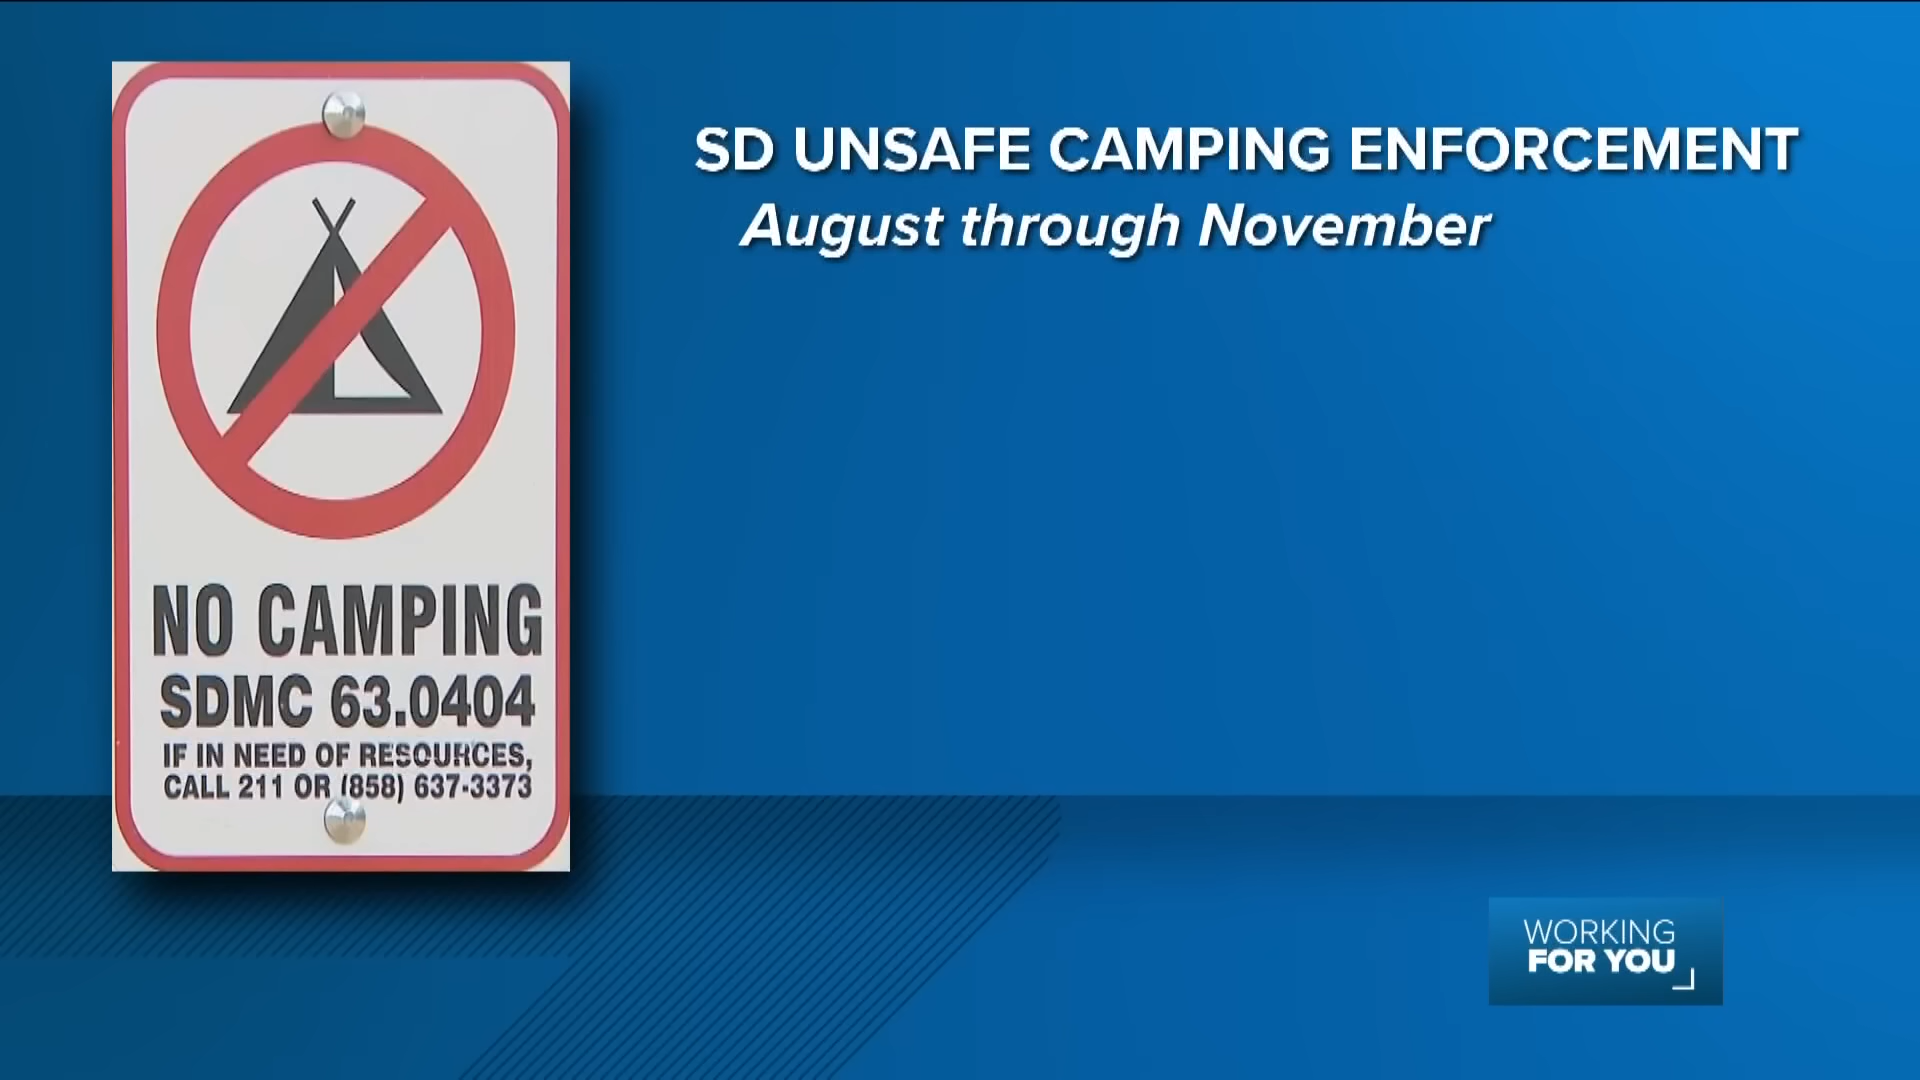 SD UNSAFE CAMPING ENFORCEMENT
August through November
NO CAMPING
SDMC 63.0404
IF IN NEED OF RESOURCES,
CALL 211 OR (858) 637-3373
WORKING
FOR YOU